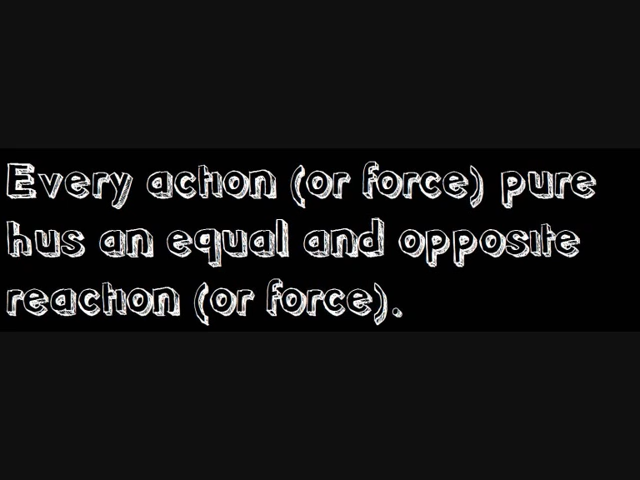 Every action (or force) pure
hus an equal and opposite
reaction (or force).